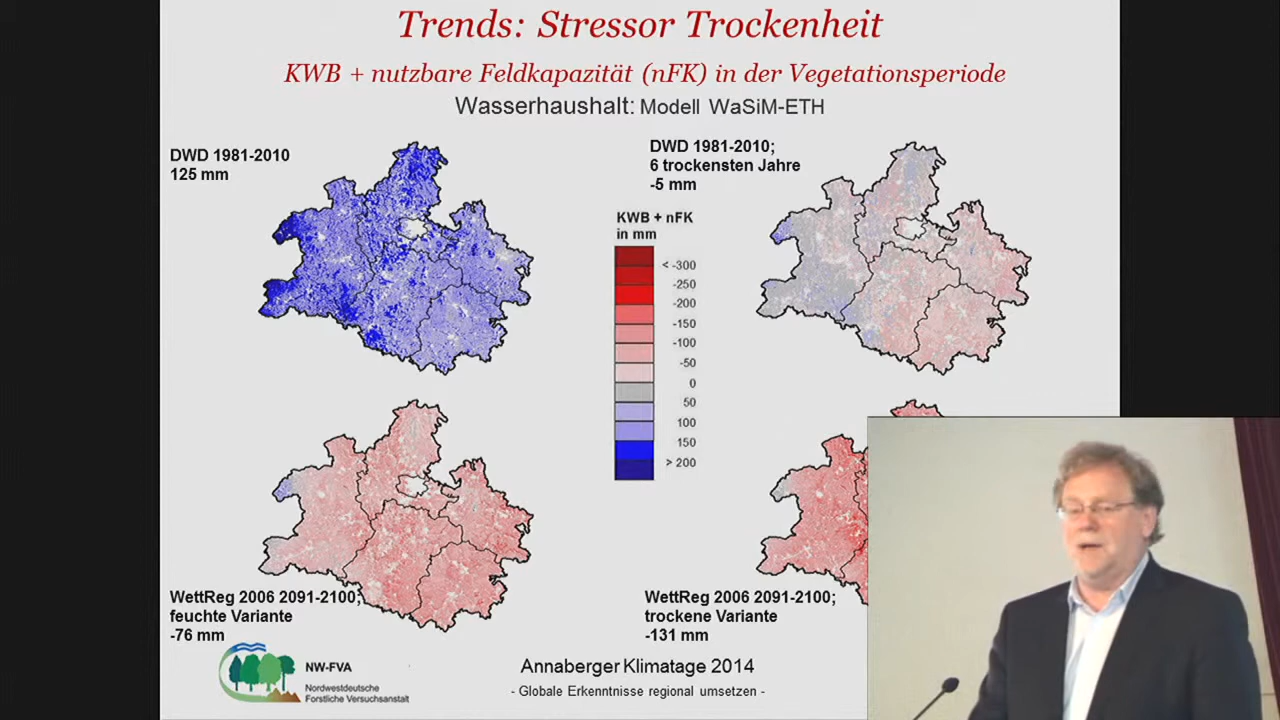 Trends: Stressor Trockenheit
KWB + nutzbare Feldkapazität (nFK) in der Vegetationsperiode
Wasserhaushalt: Modell WaSiM-ETH
DWD 1981-2010
125 mm
DWD 1981-2010;
6 trockensten Jahre
-5 mm
KWB + nFK
in mm
< -300
-250
-200
-150
-100
-50
0
50
100
150
> 200
WettReg 2006 2091-2100;
feuchte Variante
-76 mm
WettReg 2006 2091-2100;
trockene Variante
-131 mm
NW-FVA
Nordwestdeutsche
Forstliche Versuchsanstalt
Annaberger Klimatage 2014
- Globale Erkenntnisse regional umsetzen -